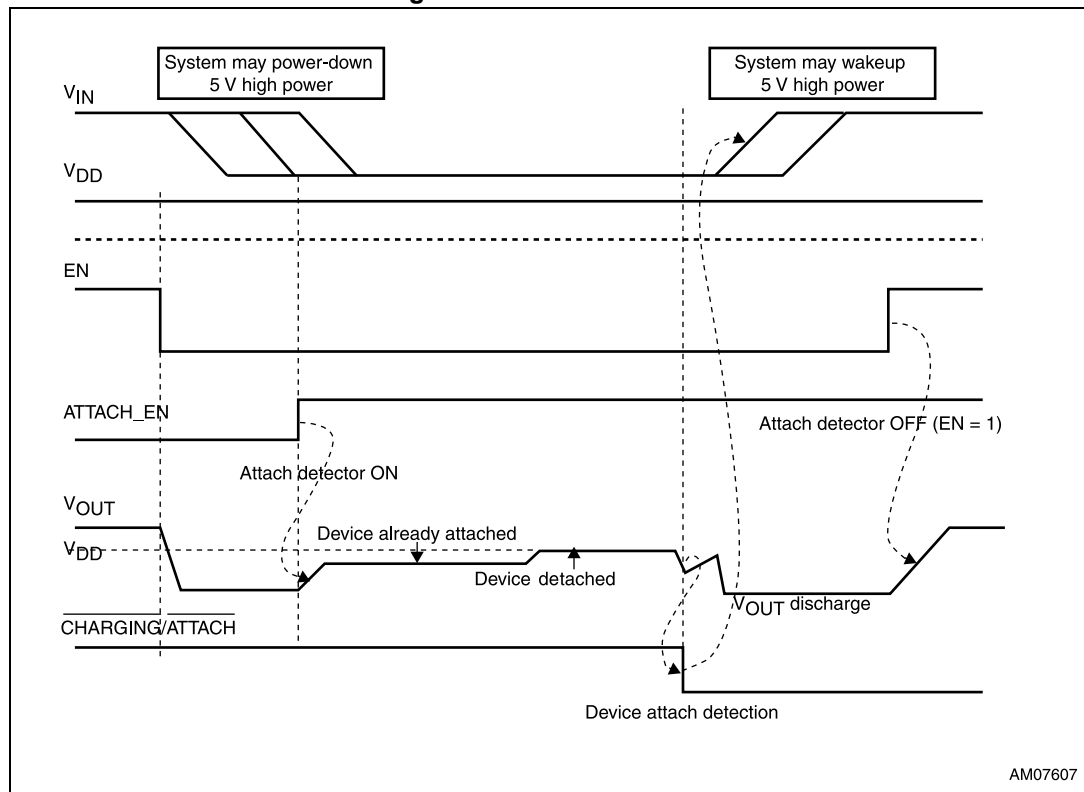 System may power-down
5 V high power
System may wakeup
5 V high power
VIN
VDD
EN
ATTACH_EN
Attach detector OFF (EN = 1)
Attach detector ON
VOUT
Device already attached
VDD
Device detached
VOUT discharge
CHARGING/ATTACH
Device attach detection
AM07607